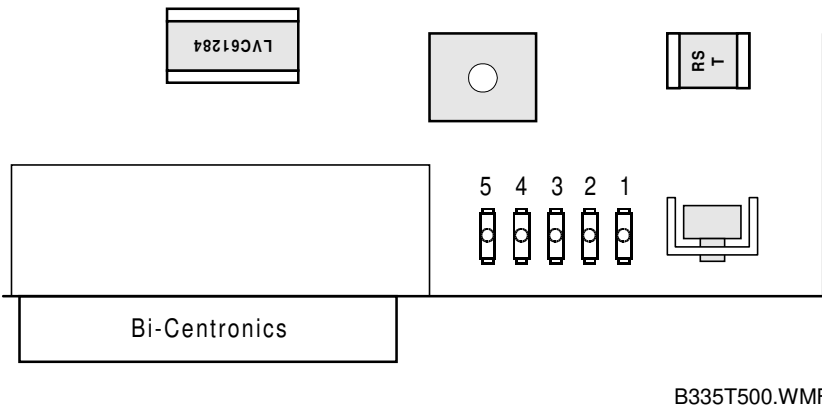 LVC61284
RS
T
5 4 3 2 1
Bi-Centronics
B335T500.WMF